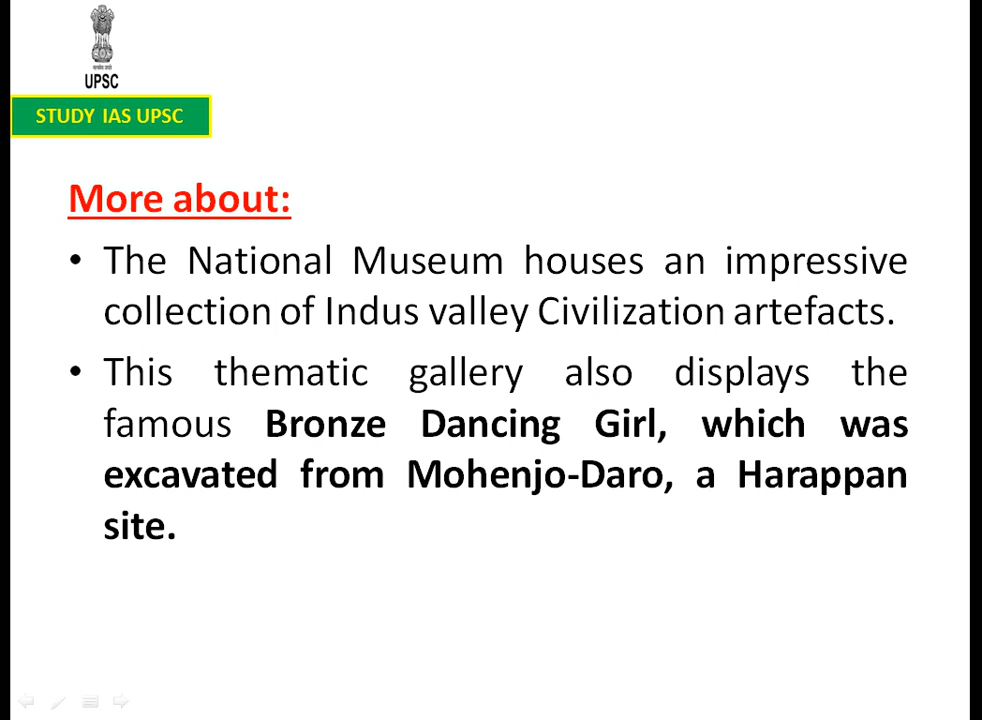 UPSC
STUDY IAS UPSC
More about:
• The National Museum houses an impressive
collection of Indus valley Civilization artefacts.
• This thematic gallery also displays the
famous Bronze Dancing Girl, which was
excavated from Mohenjo-Daro, a Harappan
site.